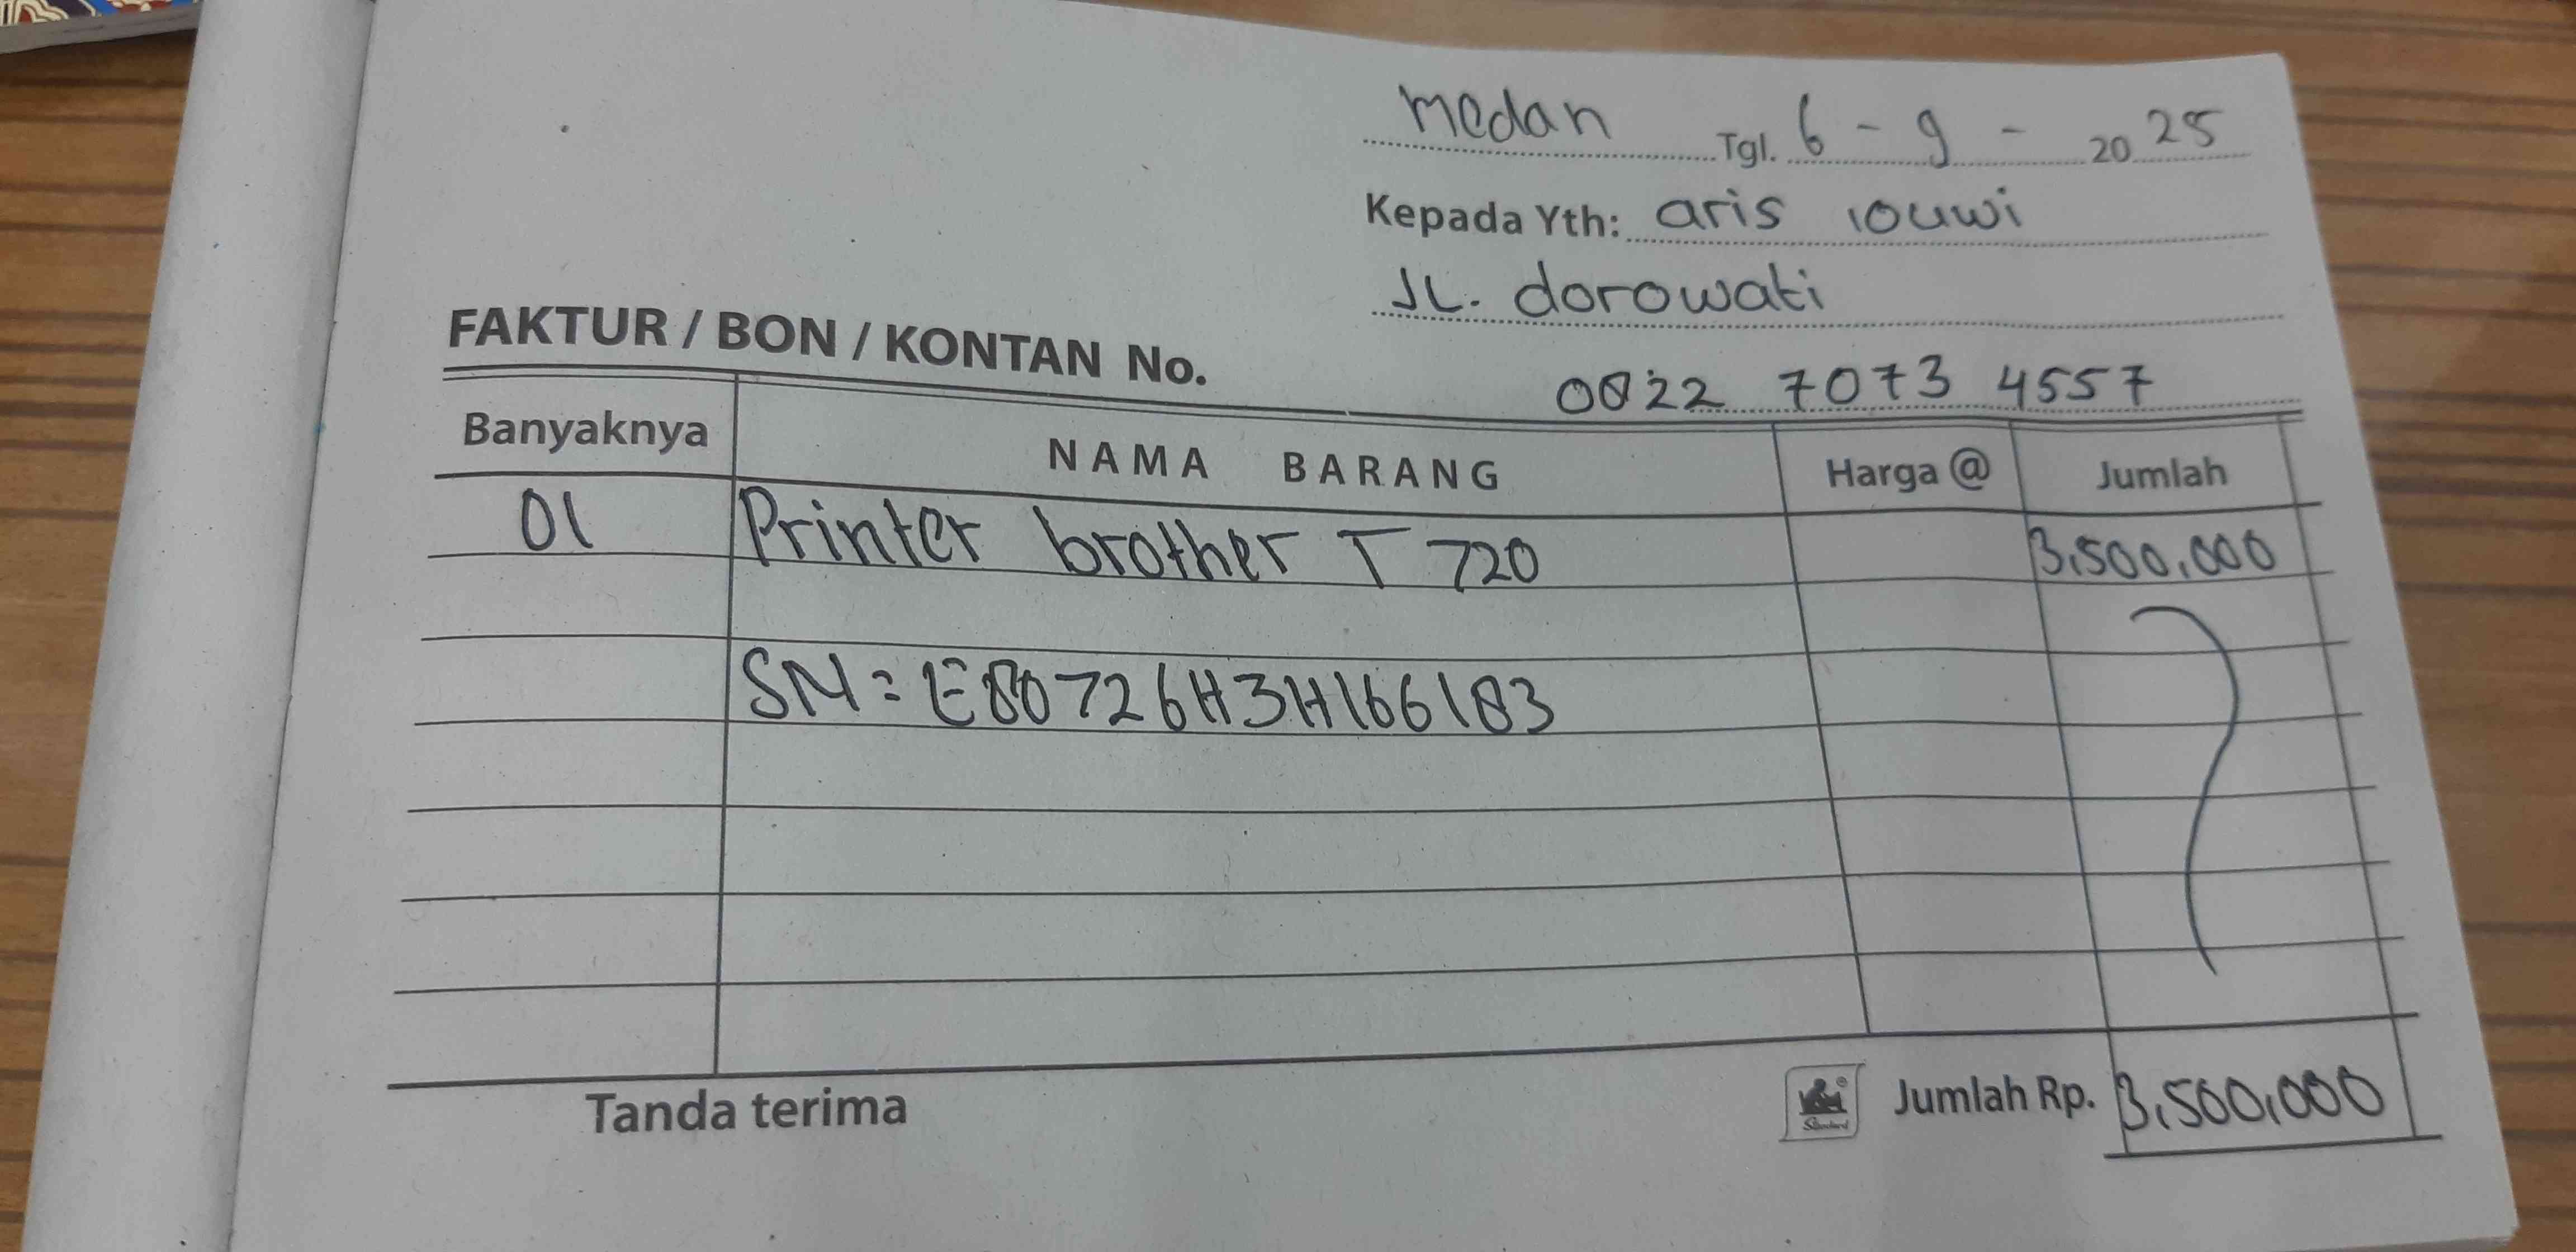 Medan Tgl. 6 - 9 - 2025
Kepada Yth: aris louwi
JL. dorowati
FAKTUR / BON / KONTAN No.
0822 7073 4557
Banyaknya NAMA BARANG Harga @ Jumlah
01 Printer brother T 720 3,500,000
SN = E80726H3H166183
Tanda terima
Standard
Jumlah Rp. 3,500,000